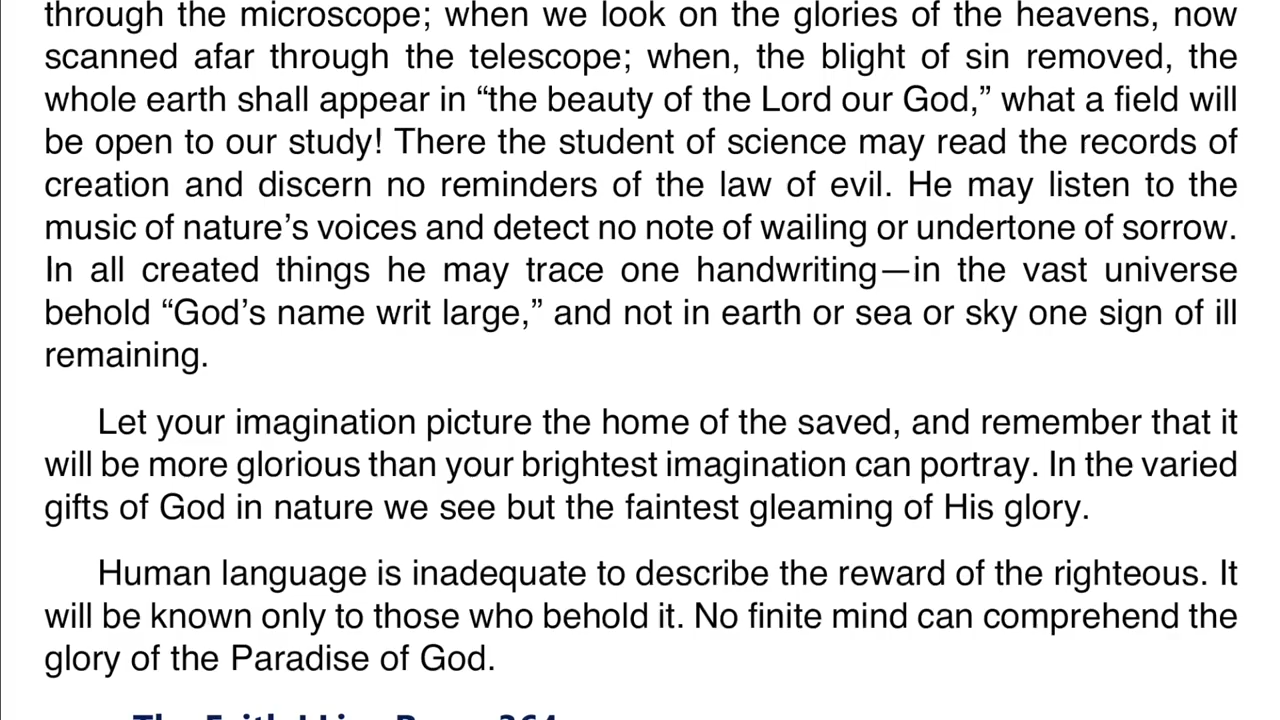 through the microscope; when we look on the glories of the heavens, now
scanned afar through the telescope; when, the blight of sin removed, the
whole earth shall appear in “the beauty of the Lord our God,” what a field will
be open to our study! There the student of science may read the records of
creation and discern no reminders of the law of evil. He may listen to the
music of nature’s voices and detect no note of wailing or undertone of sorrow.
In all created things he may trace one handwriting—in the vast universe
behold “God’s name writ large,” and not in earth or sea or sky one sign of ill
remaining.
Let your imagination picture the home of the saved, and remember that it
will be more glorious than your brightest imagination can portray. In the varied
gifts of God in nature we see but the faintest gleaming of His glory.
Human language is inadequate to describe the reward of the righteous. It
will be known only to those who behold it. No finite mind can comprehend the
glory of the Paradise of God.